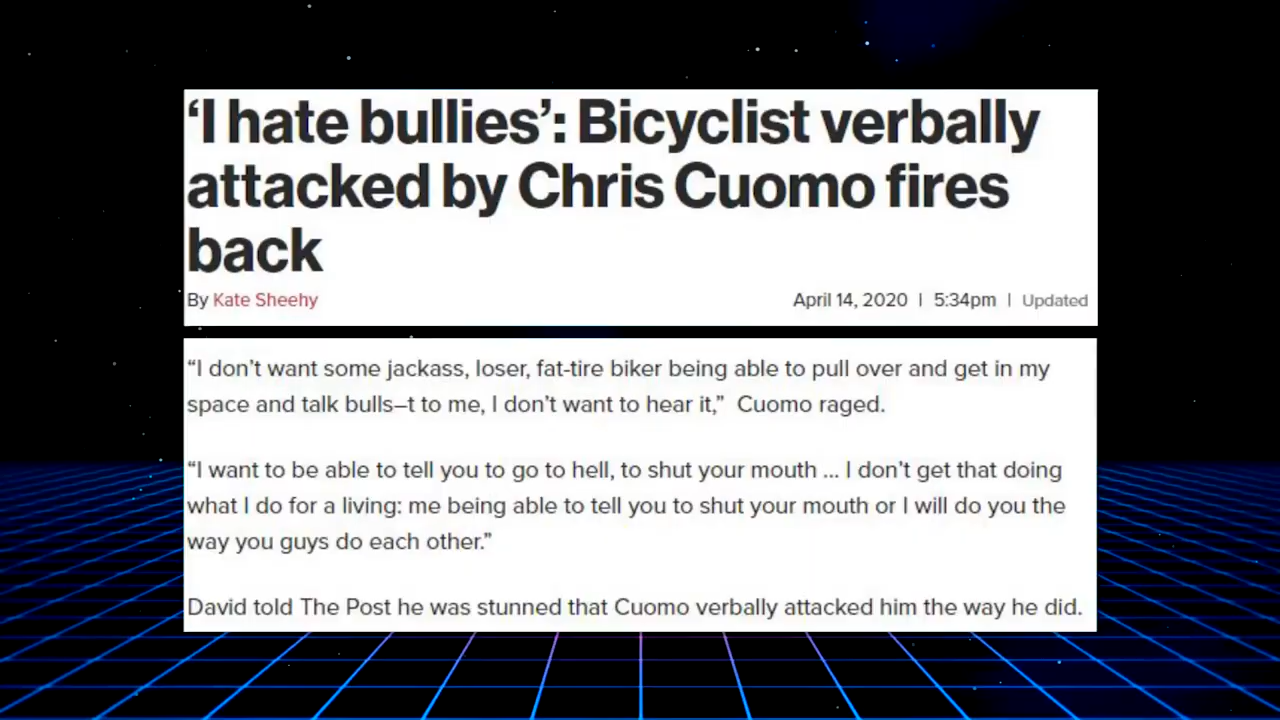 ‘I hate bullies’: Bicyclist verbally
attacked by Chris Cuomo fires
back
By Kate Sheehy
April 14, 2020 | 5:34pm | Updated
“I don’t want some jackass, loser, fat-tire biker being able to pull over and get in my
space and talk bulls–t to me, I don’t want to hear it,” Cuomo raged.
“I want to be able to tell you to go to hell, to shut your mouth ... I don’t get that doing
what I do for a living: me being able to tell you to shut your mouth or I will do you the
way you guys do each other.”
David told The Post he was stunned that Cuomo verbally attacked him the way he did.